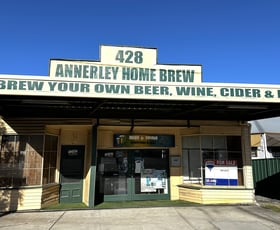 428
ANNERLEY HOME BREW
BREW YOUR OWN BEER, WINE, CIDER &
FOR SALE